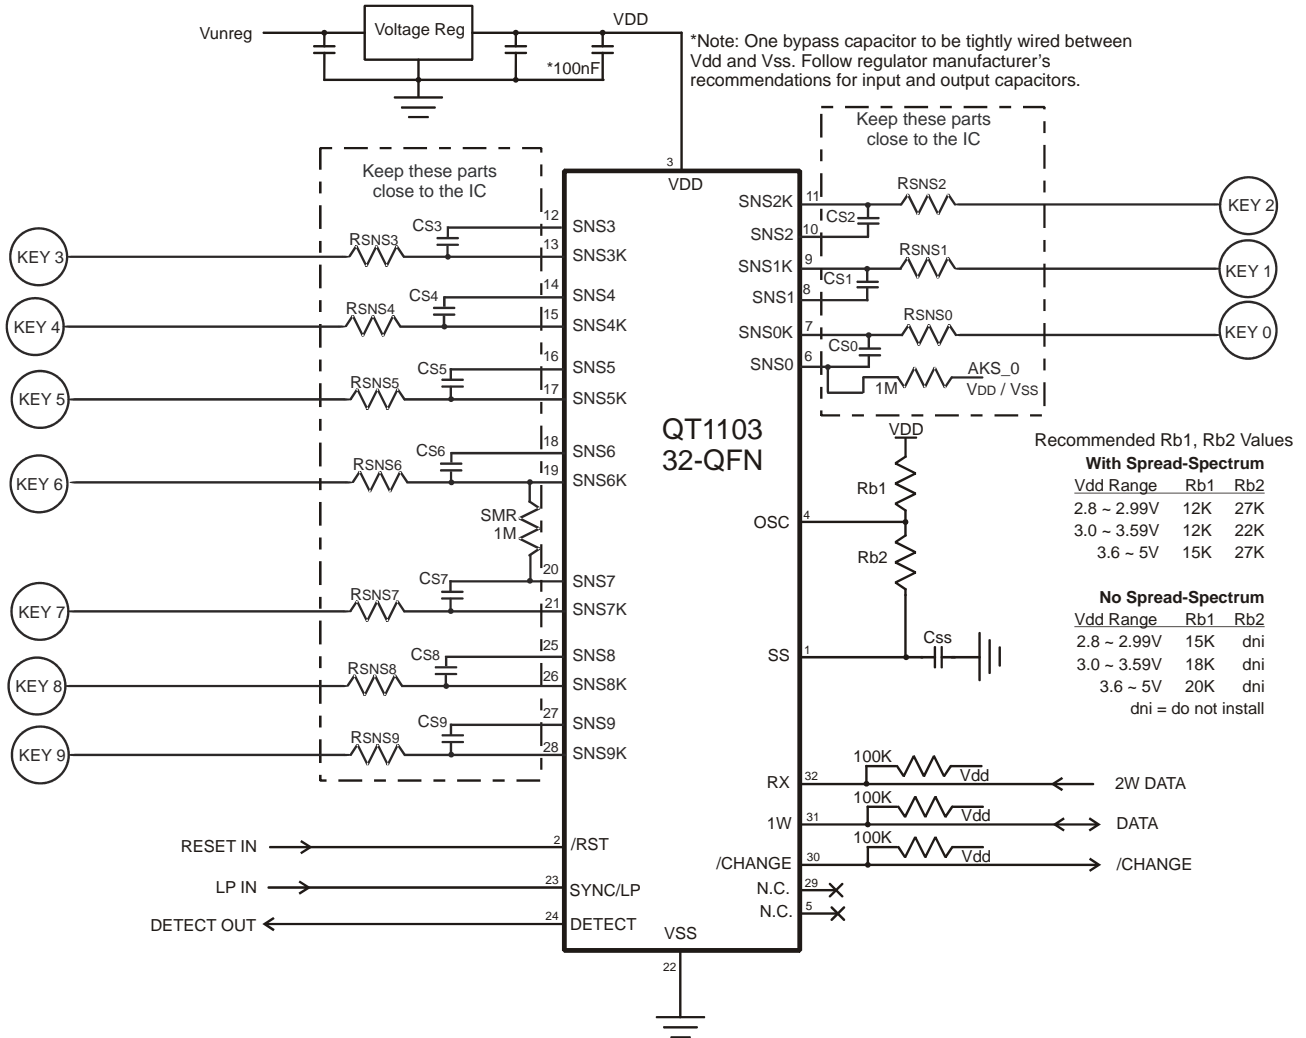 Vunreg
Voltage Reg
VDD
*100nF
*Note: One bypass capacitor to be tightly wired between
Vdd and Vss. Follow regulator manufacturer's
recommendations for input and output capacitors.
Keep these parts
close to the IC
Keep these parts
close to the IC
3
VDD
QT1103
32-QFN
KEY 3
RSNS3
CS3
12
SNS3
13
SNS3K
KEY 4
RSNS4
CS4
14
SNS4
15
SNS4K
KEY 5
RSNS5
CS5
16
SNS5
17
SNS5K
KEY 6
RSNS6
CS6
18
SNS6
19
SNS6K
SMR
1M
KEY 7
RSNS7
CS7
20
SNS7
21
SNS7K
KEY 8
RSNS8
CS8
25
SNS8
26
SNS8K
KEY 9
RSNS9
CS9
27
SNS9
28
SNS9K
RESET IN
2
/RST
LP IN
23
SYNC/LP
DETECT OUT
24
DETECT
VSS
22
SNS2K
11
RSNS2
KEY 2
CS2
SNS2
10
SNS1K
9
RSNS1
KEY 1
CS1
SNS1
8
SNS0K
7
RSNS0
KEY 0
CS0
SNS0
6
1M
AKS_0
VDD / VSS
VDD
Rb1
OSC
4
Rb2
SS
1
Css
Recommended Rb1, Rb2 Values
With Spread-Spectrum
Vdd Range Rb1 Rb2
2.8 ~ 2.99V 12K 27K
3.0 ~ 3.59V 12K 22K
3.6 ~ 5V 15K 27K
No Spread-Spectrum
Vdd Range Rb1 Rb2
2.8 ~ 2.99V 15K dni
3.0 ~ 3.59V 18K dni
3.6 ~ 5V 20K dni
dni = do not install
RX
32
100K
Vdd
2W DATA
1W
31
100K
Vdd
DATA
/CHANGE
30
100K
Vdd
/CHANGE
N.C.
29
N.C.
5